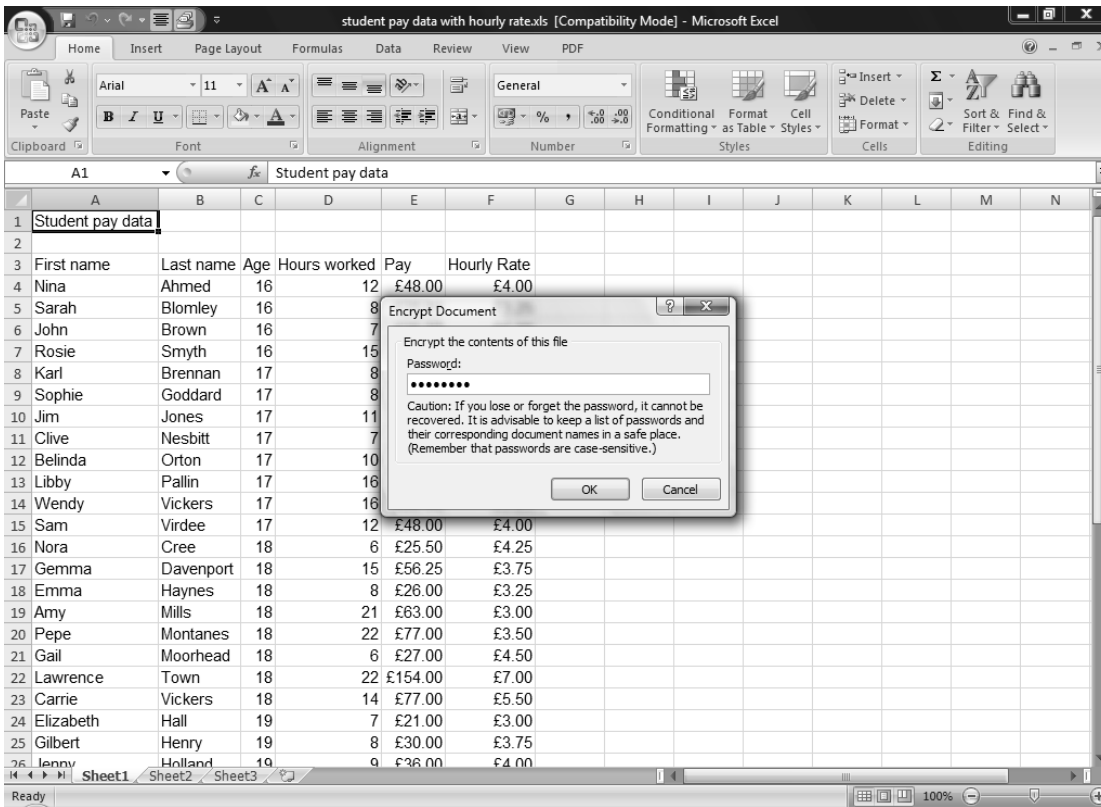 student pay data with hourly rate.xls [Compatibility Mode] - Microsoft Excel
Home Insert Page Layout Formulas Data Review View PDF
Paste Arial 11 A A General Conditional Formatting Format as Table Cell Styles Insert Delete Format Σ Sort & Filter Find & Select
B I U A % , .00 .0
Clipboard Font Alignment Number Styles Cells Editing
A1 fx Student pay data
A B C D E F G H I J K L M N
1 Student pay data
2
3 First name Last name Age Hours worked Pay Hourly Rate
4 Nina Ahmed 16 12 £48.00 £4.00
5 Sarah Blomley 16 8
6 John Brown 16 7
7 Rosie Smyth 16 15
8 Karl Brennan 17 8
9 Sophie Goddard 17 8
10 Jim Jones 17 11
11 Clive Nesbitt 17 7
12 Belinda Orton 17 10
13 Libby Pallin 17 16
14 Wendy Vickers 17 16
Encrypt Document
Encrypt the contents of this file
Password:
••••••••
Caution: If you lose or forget the password, it cannot be
recovered. It is advisable to keep a list of passwords and
their corresponding document names in a safe place.
(Remember that passwords are case-sensitive.)
OK Cancel
15 Sam Virdee 17 12 £48.00 £4.00
16 Nora Cree 18 6 £25.50 £4.25
17 Gemma Davenport 18 15 £56.25 £3.75
18 Emma Haynes 18 8 £26.00 £3.25
19 Amy Mills 18 21 £63.00 £3.00
20 Pepe Montanes 18 22 £77.00 £3.50
21 Gail Moorhead 18 6 £27.00 £4.50
22 Lawrence Town 18 22 £154.00 £7.00
23 Carrie Vickers 18 14 £77.00 £5.50
24 Elizabeth Hall 19 7 £21.00 £3.00
25 Gilbert Henry 19 8 £30.00 £3.75
26 Jenny Holland 19 9 £36.00 £4.00
Sheet1 Sheet2 Sheet3
Ready 100%